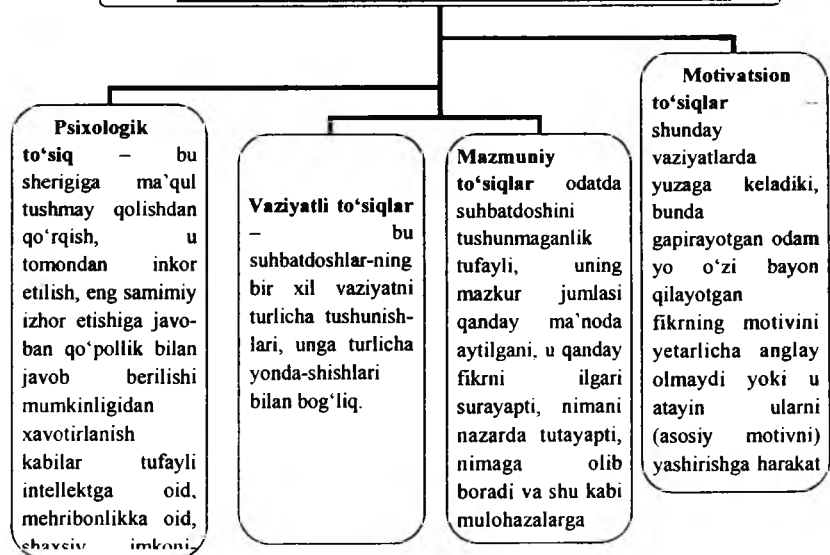 Psixologik
to‘siq – bu
sherigiga ma’qul
tushmay qolishdan
qo‘rqish, u
tomondan inkor
etilish, eng samimiy
izhor etishiga javo-
ban qo‘pollik bilan
javob berilishi
mumkinligidan
xavotirlanish
kabilar tufayli
intellektga oid,
mehribonlikka oid,
shaxsiy imkoni-
Vaziyatli to‘siqlar
– bu
suhbatdoshlar-ning
bir xil vaziyatni
turlicha tushunish-
lari, unga turlicha
yonda-shishlari
bilan bog‘liq.
Mazmuniy
to‘siqlar odatda
suhbatdoshini
tushunmaganlik
tufayli, uning
mazkur jumlasi
qanday ma’noda
aytilgani, u qanday
fikrni ilgari
surayapti, nimani
nazarda tutayapti,
nimaga olib
boradi va shu kabi
mulohazalarga
Motivatsion
to‘siqlar –
shunday
vaziyatlarda
yuzaga keladiki,
bunda
gapirayotgan odam
yo o‘zi bayon
qilayotgan
fikrning motivini
yetarlicha anglay
olmaydi yoki u
atayin ularni
(asosiy motivni)
yashirishga harakat